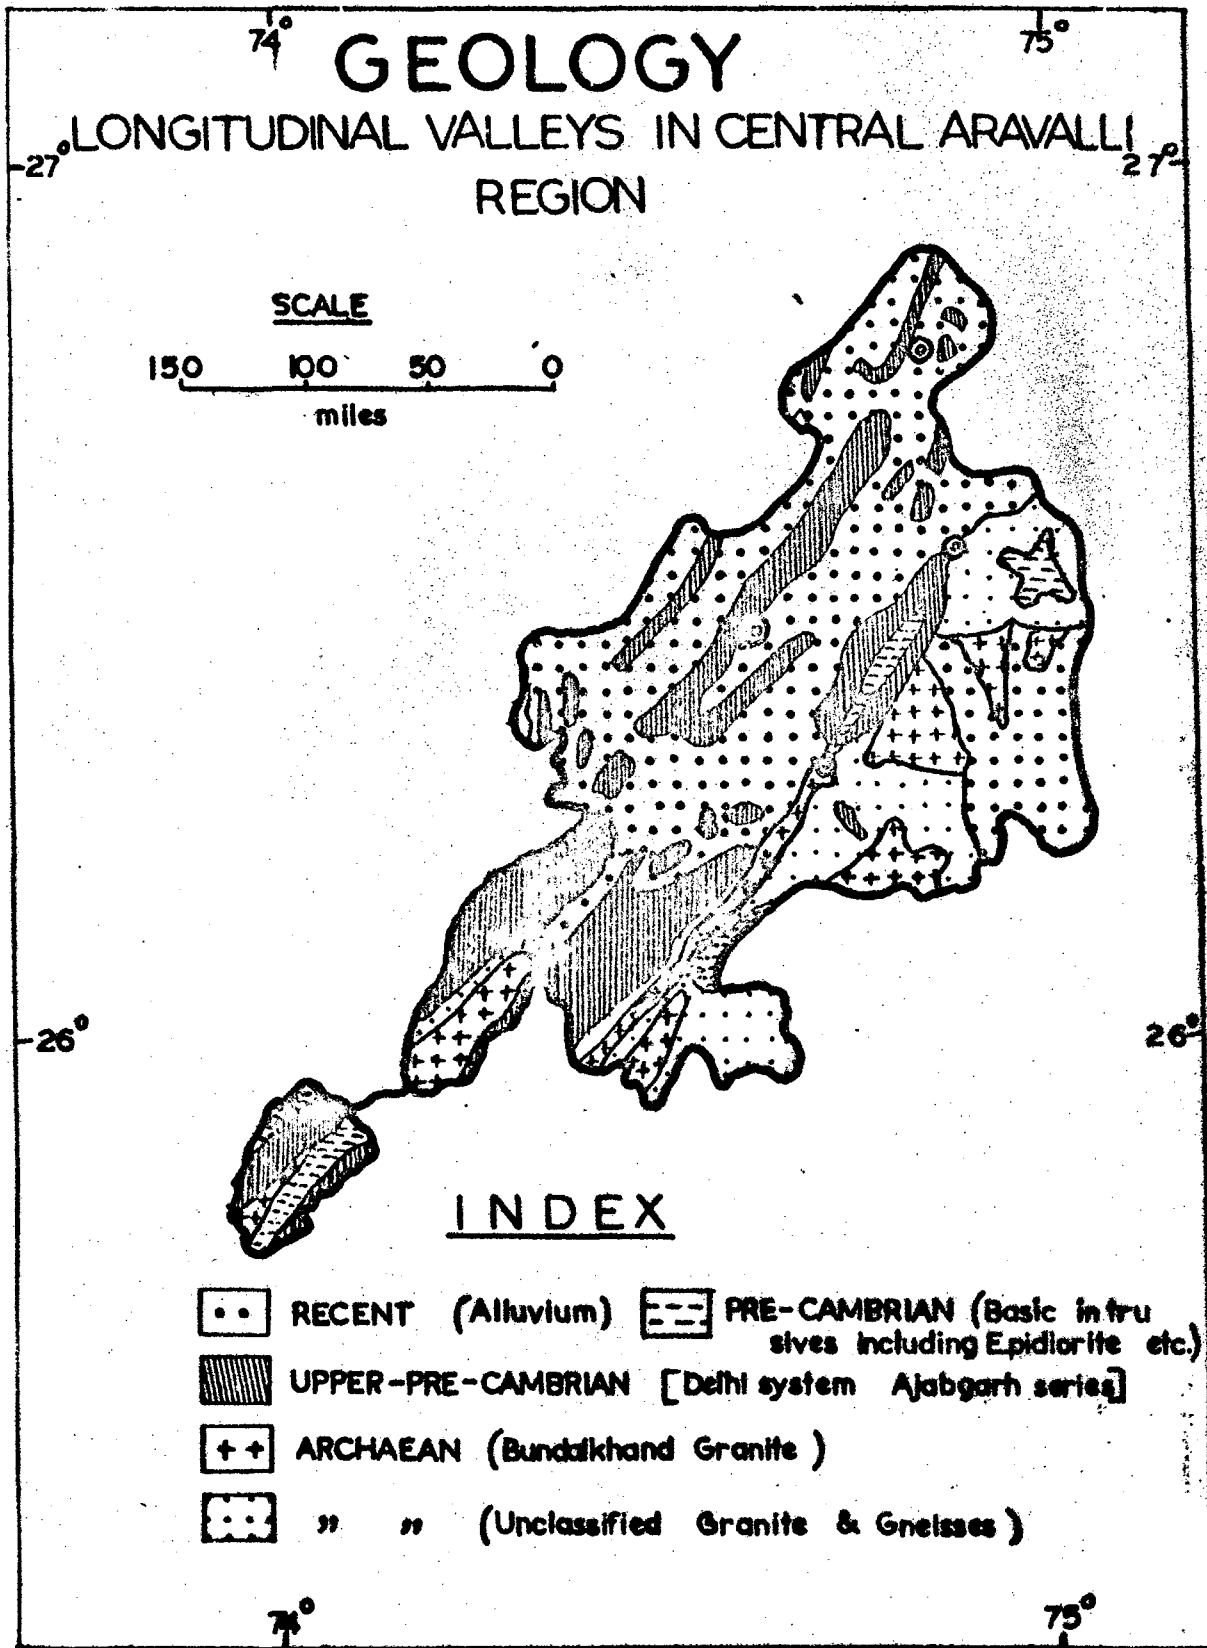 74° 75°
GEOLOGY
LONGITUDINAL VALLEYS IN CENTRAL ARAVALLI
27° 27°
REGION
SCALE
150 100 50 0
miles
26° 26°
INDEX
RECENT (Alluvium)
PRE-CAMBRIAN (Basic intru
sives including Epidiorite etc.)
UPPER-PRE-CAMBRIAN [Delhi system Ajabgarh series]
ARCHAEAN (Bundalkhand Granite)
" " (Unclassified Granite & Gneisses)
74° 75°